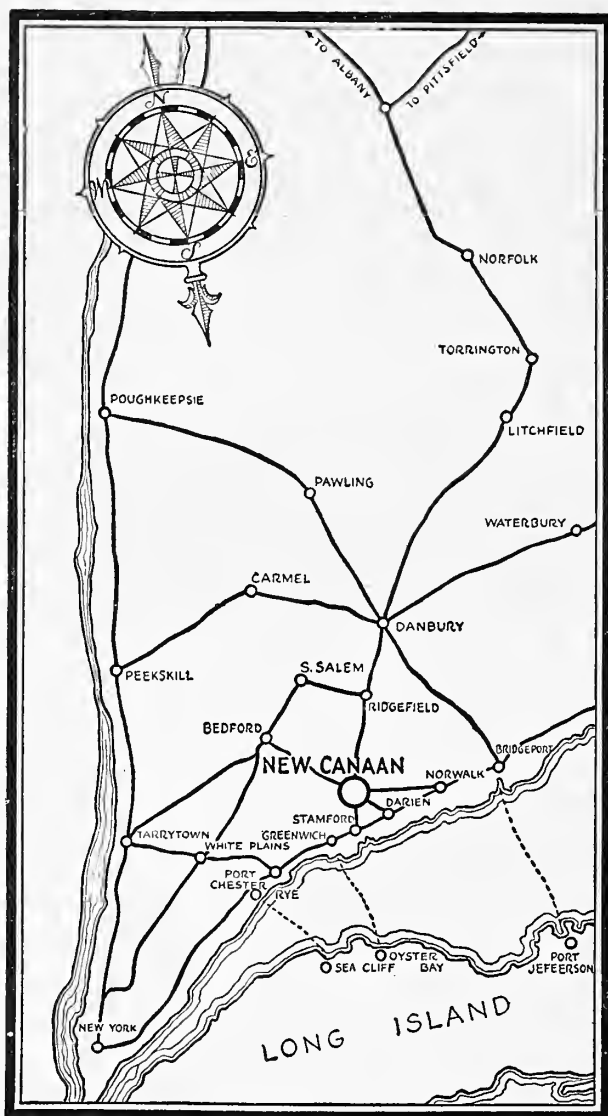 TO ALBANY
TO PITTSFIELD
N
E
W
S
NORFOLK
TORRINGTON
POUGHKEEPSIE
LITCHFIELD
PAWLING
WATERBURY
CARMEL
DANBURY
S. SALEM
PEEKSKILL
RIDGEFIELD
BEDFORD
BRIDGEPORT
NEW CANAAN
NORWALK
DARIEN
STAMFORD
GREENWICH
TARRYTOWN
WHITE PLAINS
PORT
CHESTER
RYE
SEA CLIFF
OYSTER
BAY
PORT
JEFEERSON
NEW YORK
LONG ISLAND